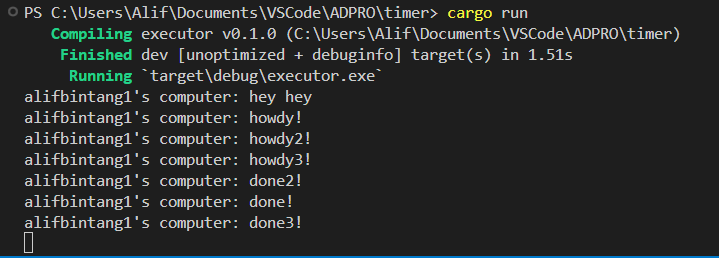 PS C:\Users\Alif\Documents\VSCode\ADPRO\timer> cargo run
Compiling executor v0.1.0 (C:\Users\Alif\Documents\VSCode\ADPRO\timer)
Finished dev [unoptimized + debuginfo] target(s) in 1.51s
Running `target\debug\executor.exe`
alifbintang1's computer: hey hey
alifbintang1's computer: howdy!
alifbintang1's computer: howdy2!
alifbintang1's computer: howdy3!
alifbintang1's computer: done2!
alifbintang1's computer: done!
alifbintang1's computer: done3!